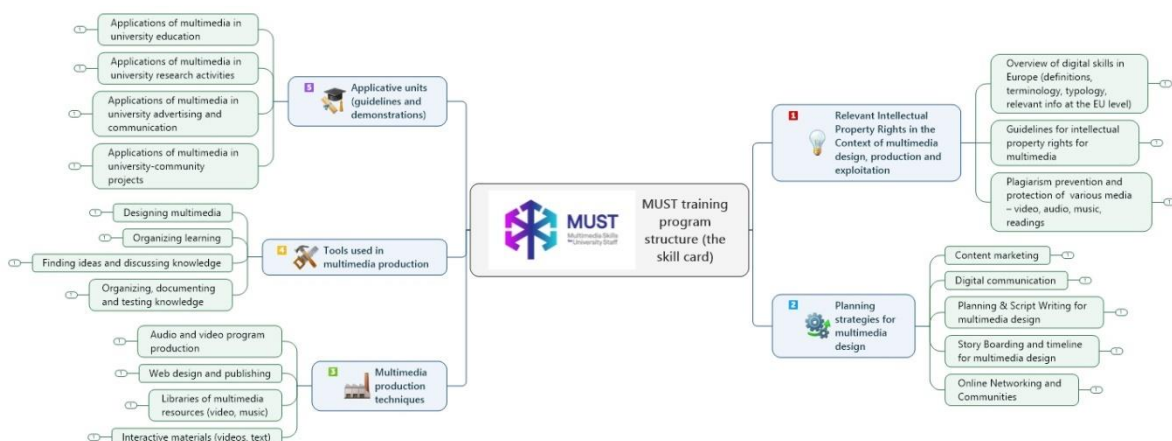 MUST
Multimedia Skills
for University Staff
MUST training
program
structure (the
skill card)
1
Relevant Intellectual
Property Rights in the
Context of multimedia
design, production and
exploitation
Overview of digital skills in
Europe (definitions,
terminology, typology,
relevant info at the EU level)
Guidelines for intellectual
property rights for
multimedia
Plagiarism prevention and
protection of various media
– video, audio, music,
readings
2
Planning
strategies for
multimedia
design
Content marketing
Digital communication
Planning & Script Writing for
multimedia design
Story Boarding and timeline
for multimedia design
Online Networking and
Communities
3
Multimedia
production
techniques
Audio and video program
production
Web design and publishing
Libraries of multimedia
resources (video, music)
Interactive materials (videos, text)
4
Tools used in
multimedia production
Designing multimedia
Organizing learning
Finding ideas and discussing knowledge
Organizing, documenting
and testing knowledge
5
Applicative units
(guidelines and
demonstrations)
Applications of multimedia in
university education
Applications of multimedia in
university research activities
Applications of multimedia in
university advertising and
communication
Applications of multimedia in
university-community
projects